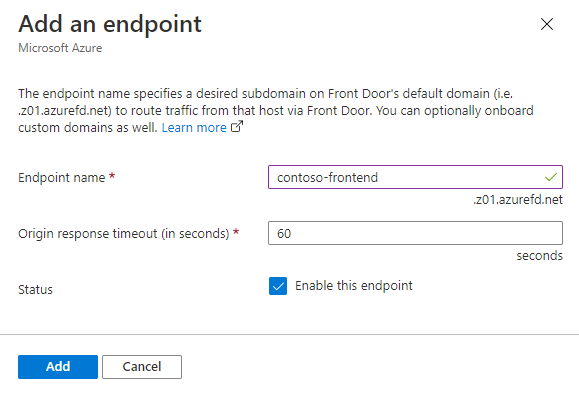 Add an endpoint
Microsoft Azure
The endpoint name specifies a desired subdomain on Front Door's default domain (i.e.
.z01.azurefd.net) to route traffic from that host via Front Door. You can optionally onboard
custom domains as well. Learn more
Endpoint name *
contoso-frontend
.z01.azurefd.net
Origin response timeout (in seconds) *
60
seconds
Status
Enable this endpoint
Add
Cancel